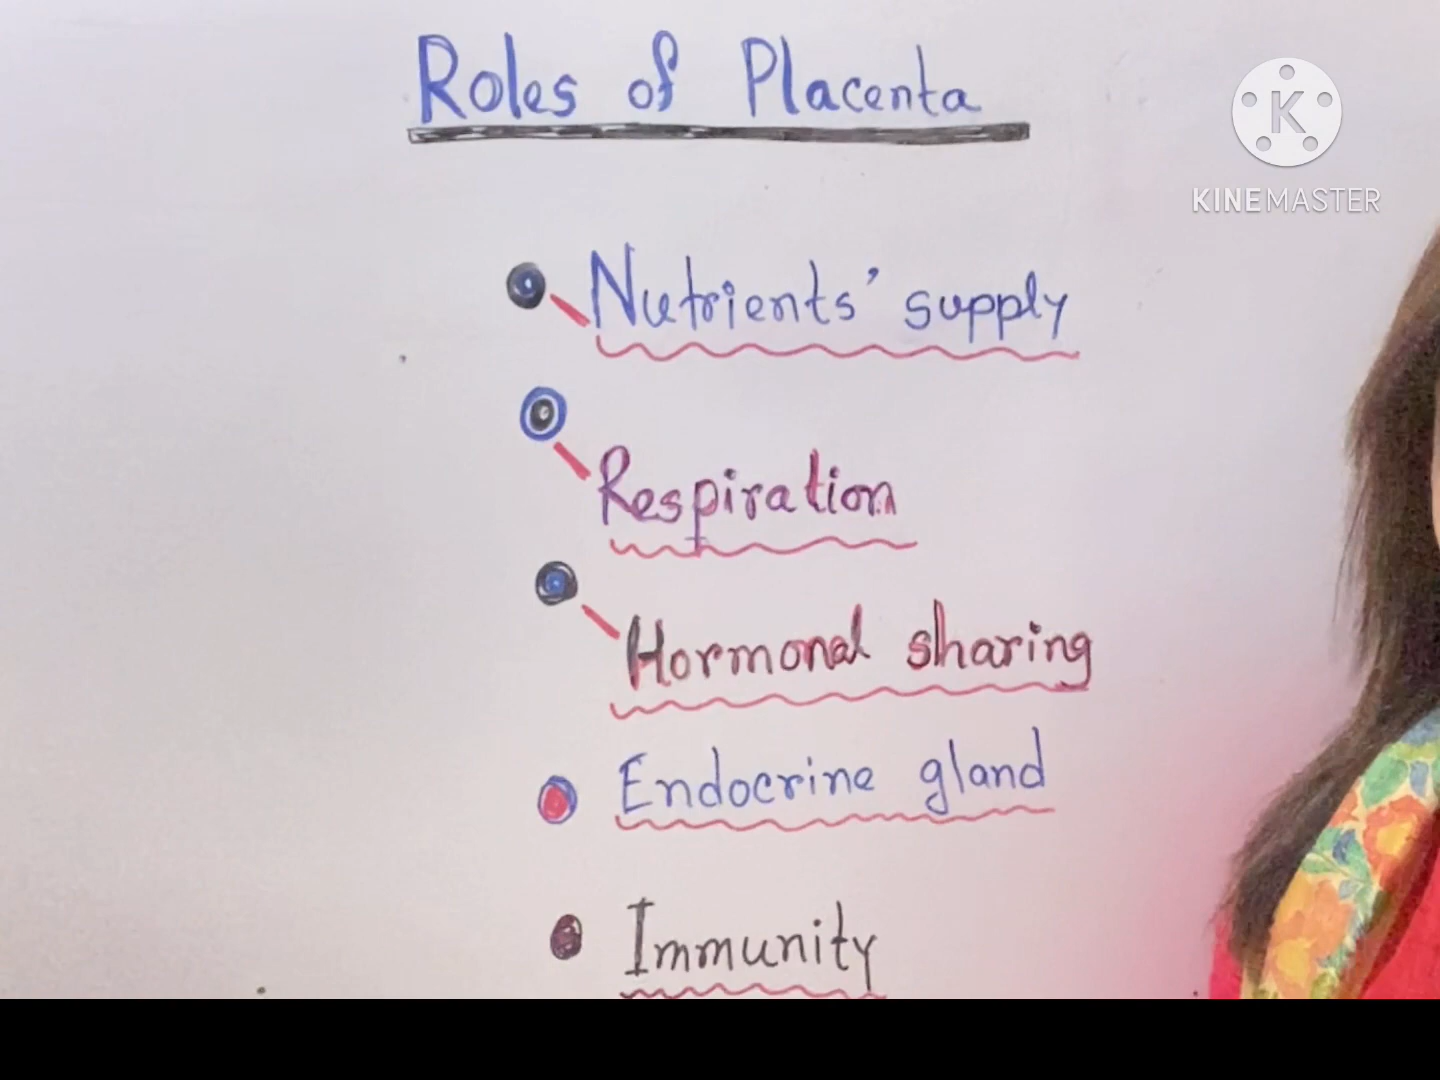 Roles of Placenta
K
KINEMASTER
Nutrients' supply
Respiration
Hormonal sharing
Endocrine gland
Immunity